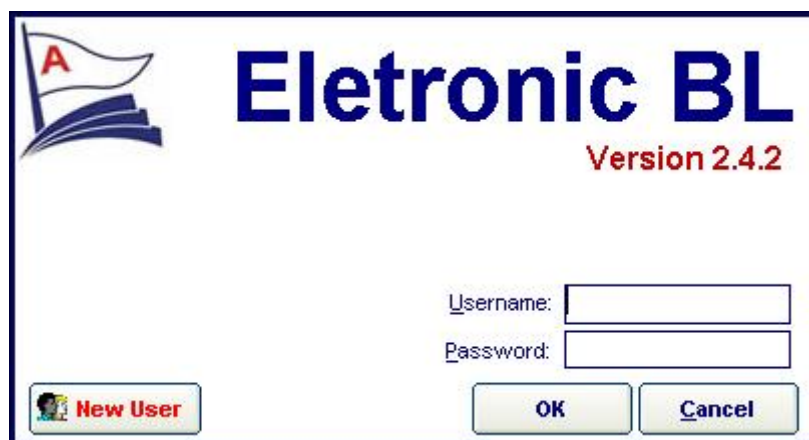 A
Eletronic BL
Version 2.4.2
Username:
Password:
New User
OK
Cancel